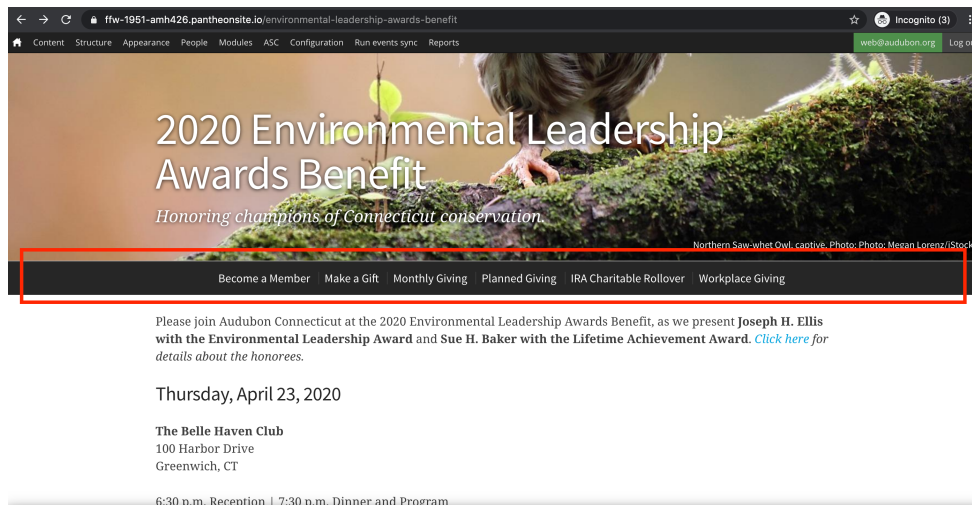 ffw-1951-amh426.pantheonsite.io/environmental-leadership-awards-benefit Incognito (3)
Content Structure Appearance People Modules ASC Configuration Run events sync Reports web@audubon.org Log
2020 Environmental Leadership
Awards Benefit
Honoring champions of Connecticut conservation.
Northern Saw-whet Owl, captive. Photo: Photo: Megan Lorenz/iStock
Become a Member Make a Gift Monthly Giving Planned Giving IRA Charitable Rollover Workplace Giving
Please join Audubon Connecticut at the 2020 Environmental Leadership Awards Benefit, as we present Joseph H. Ellis
with the Environmental Leadership Award and Sue H. Baker with the Lifetime Achievement Award. Click here for
details about the honorees.
Thursday, April 23, 2020
The Belle Haven Club
100 Harbor Drive
Greenwich, CT
6:30 p.m. Reception | 7:30 p.m. Dinner and Program